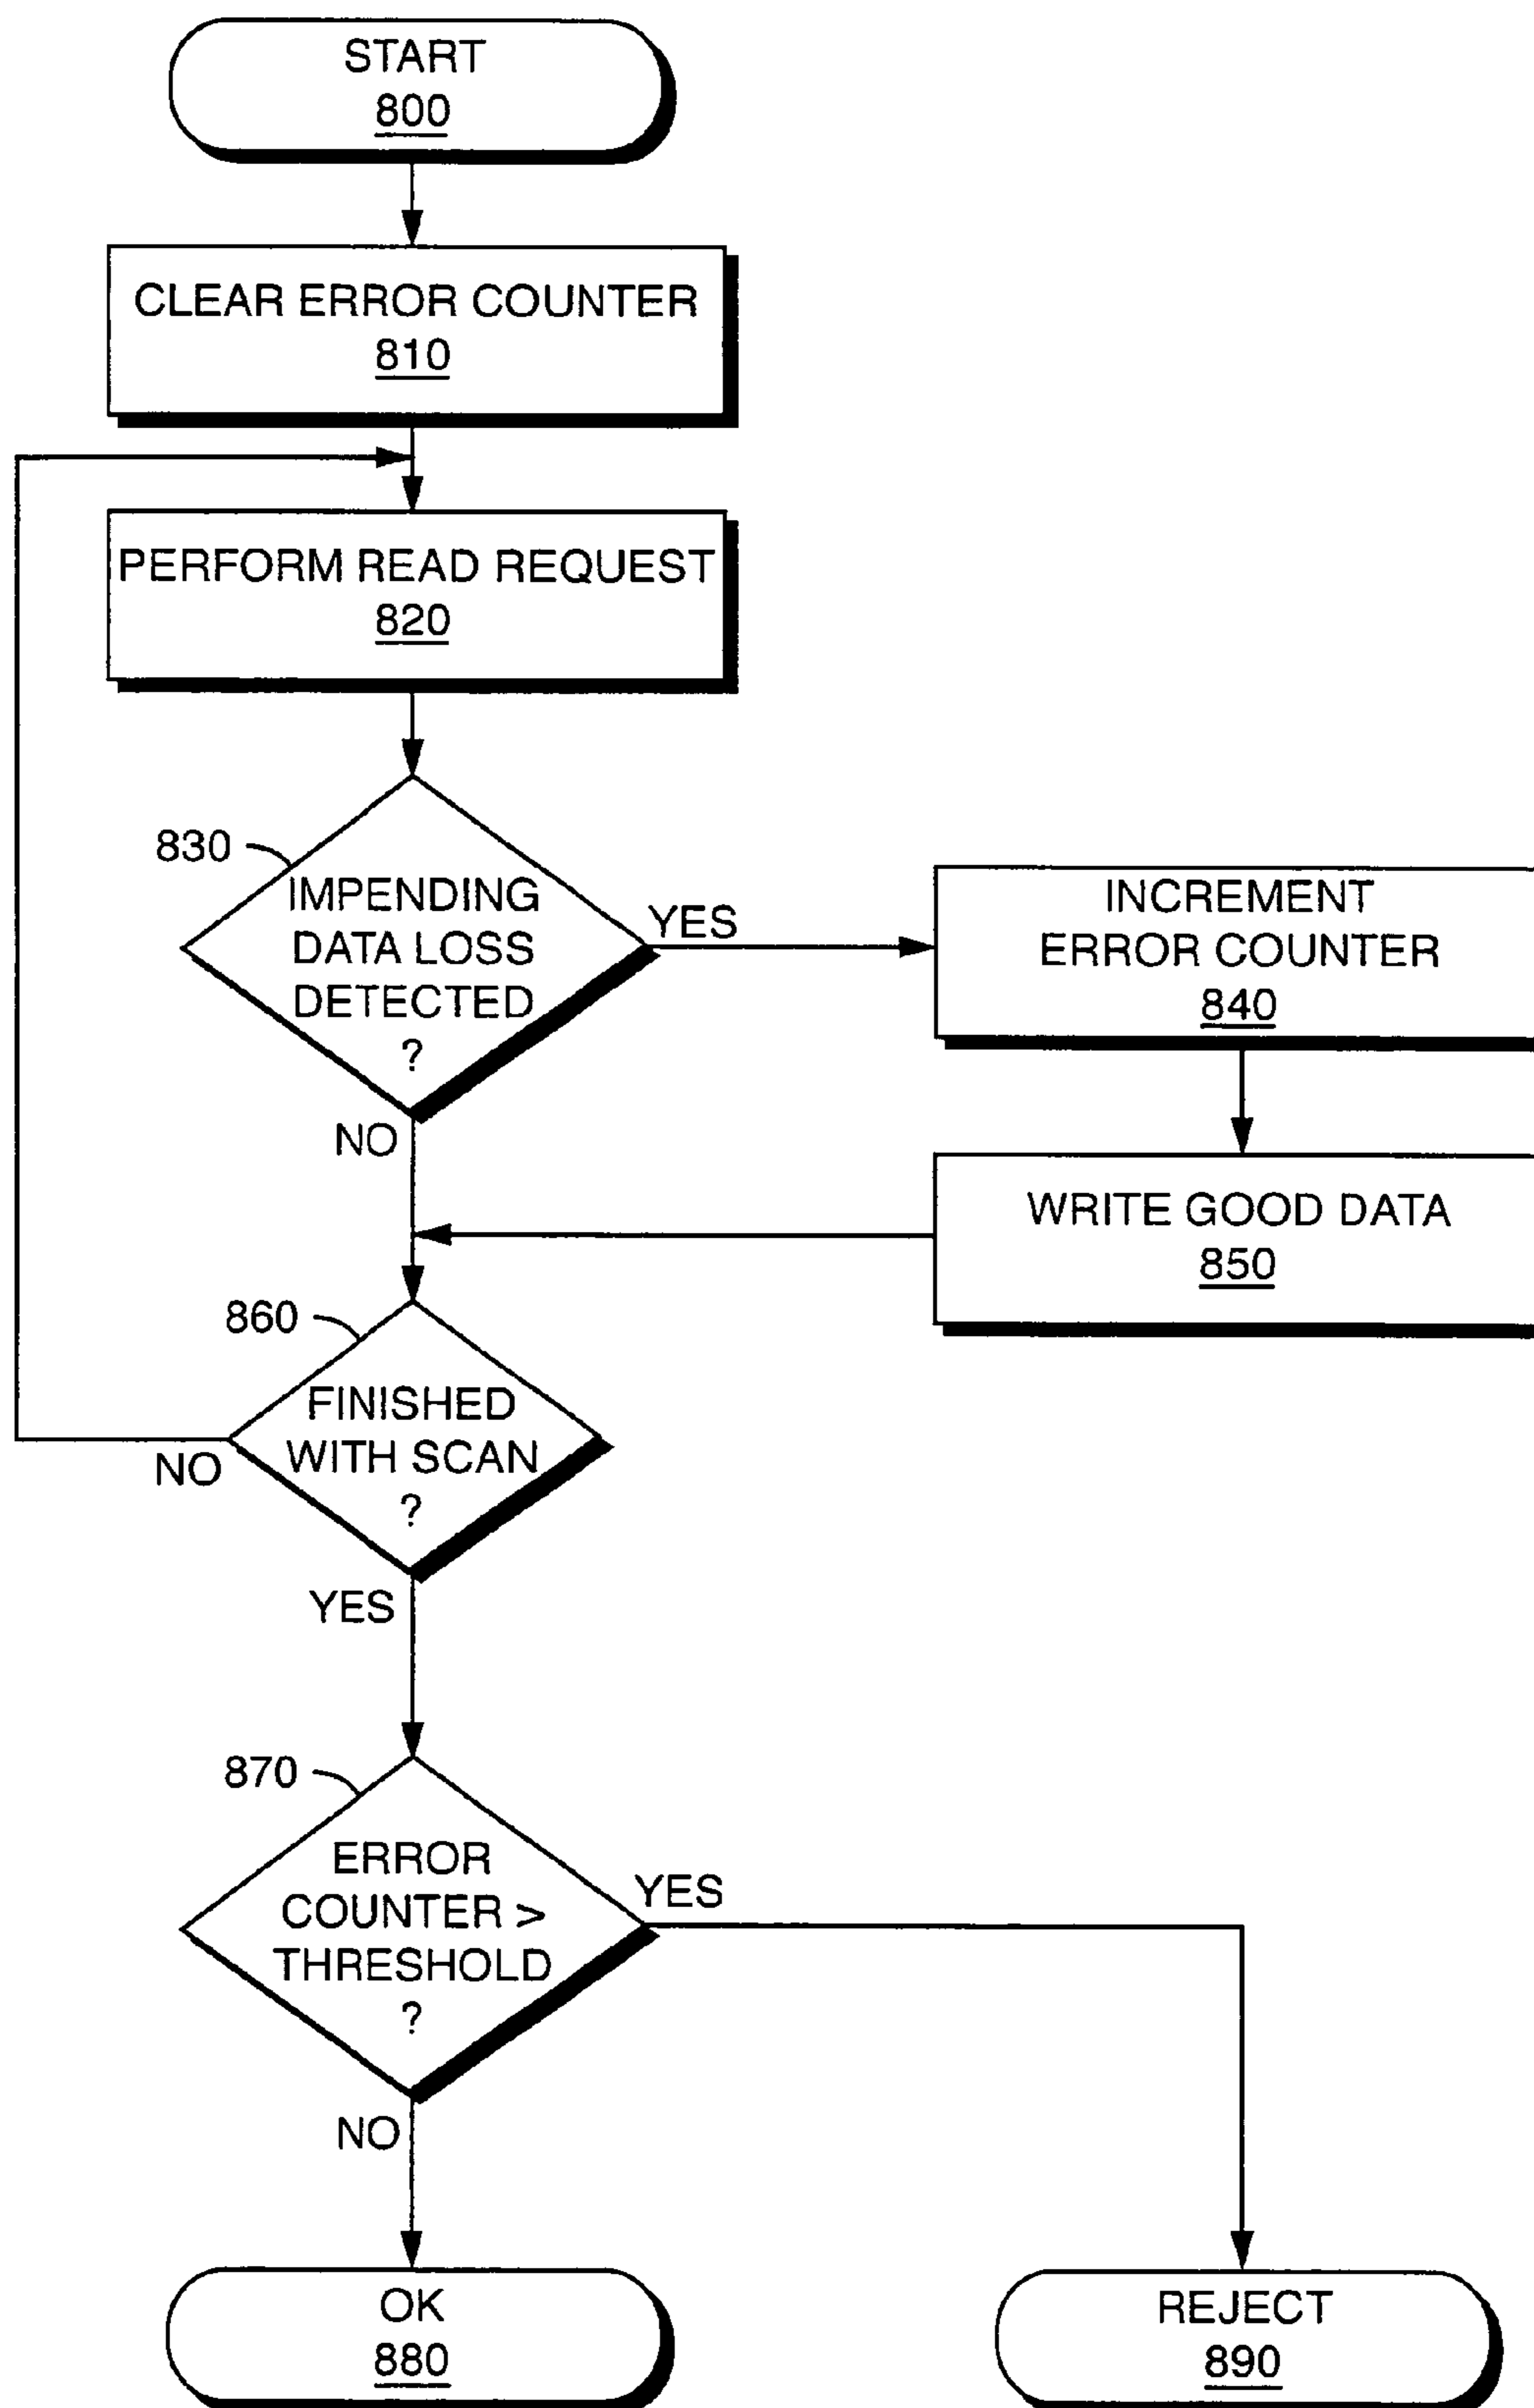 START
800
CLEAR ERROR COUNTER
810
PERFORM READ REQUEST
820
830
IMPENDING
DATA LOSS
DETECTED
?
YES
NO
INCREMENT
ERROR COUNTER
840
WRITE GOOD DATA
850
860
FINISHED
WITH SCAN
?
NO
YES
870
ERROR
COUNTER >
THRESHOLD
?
YES
NO
OK
880
REJECT
890